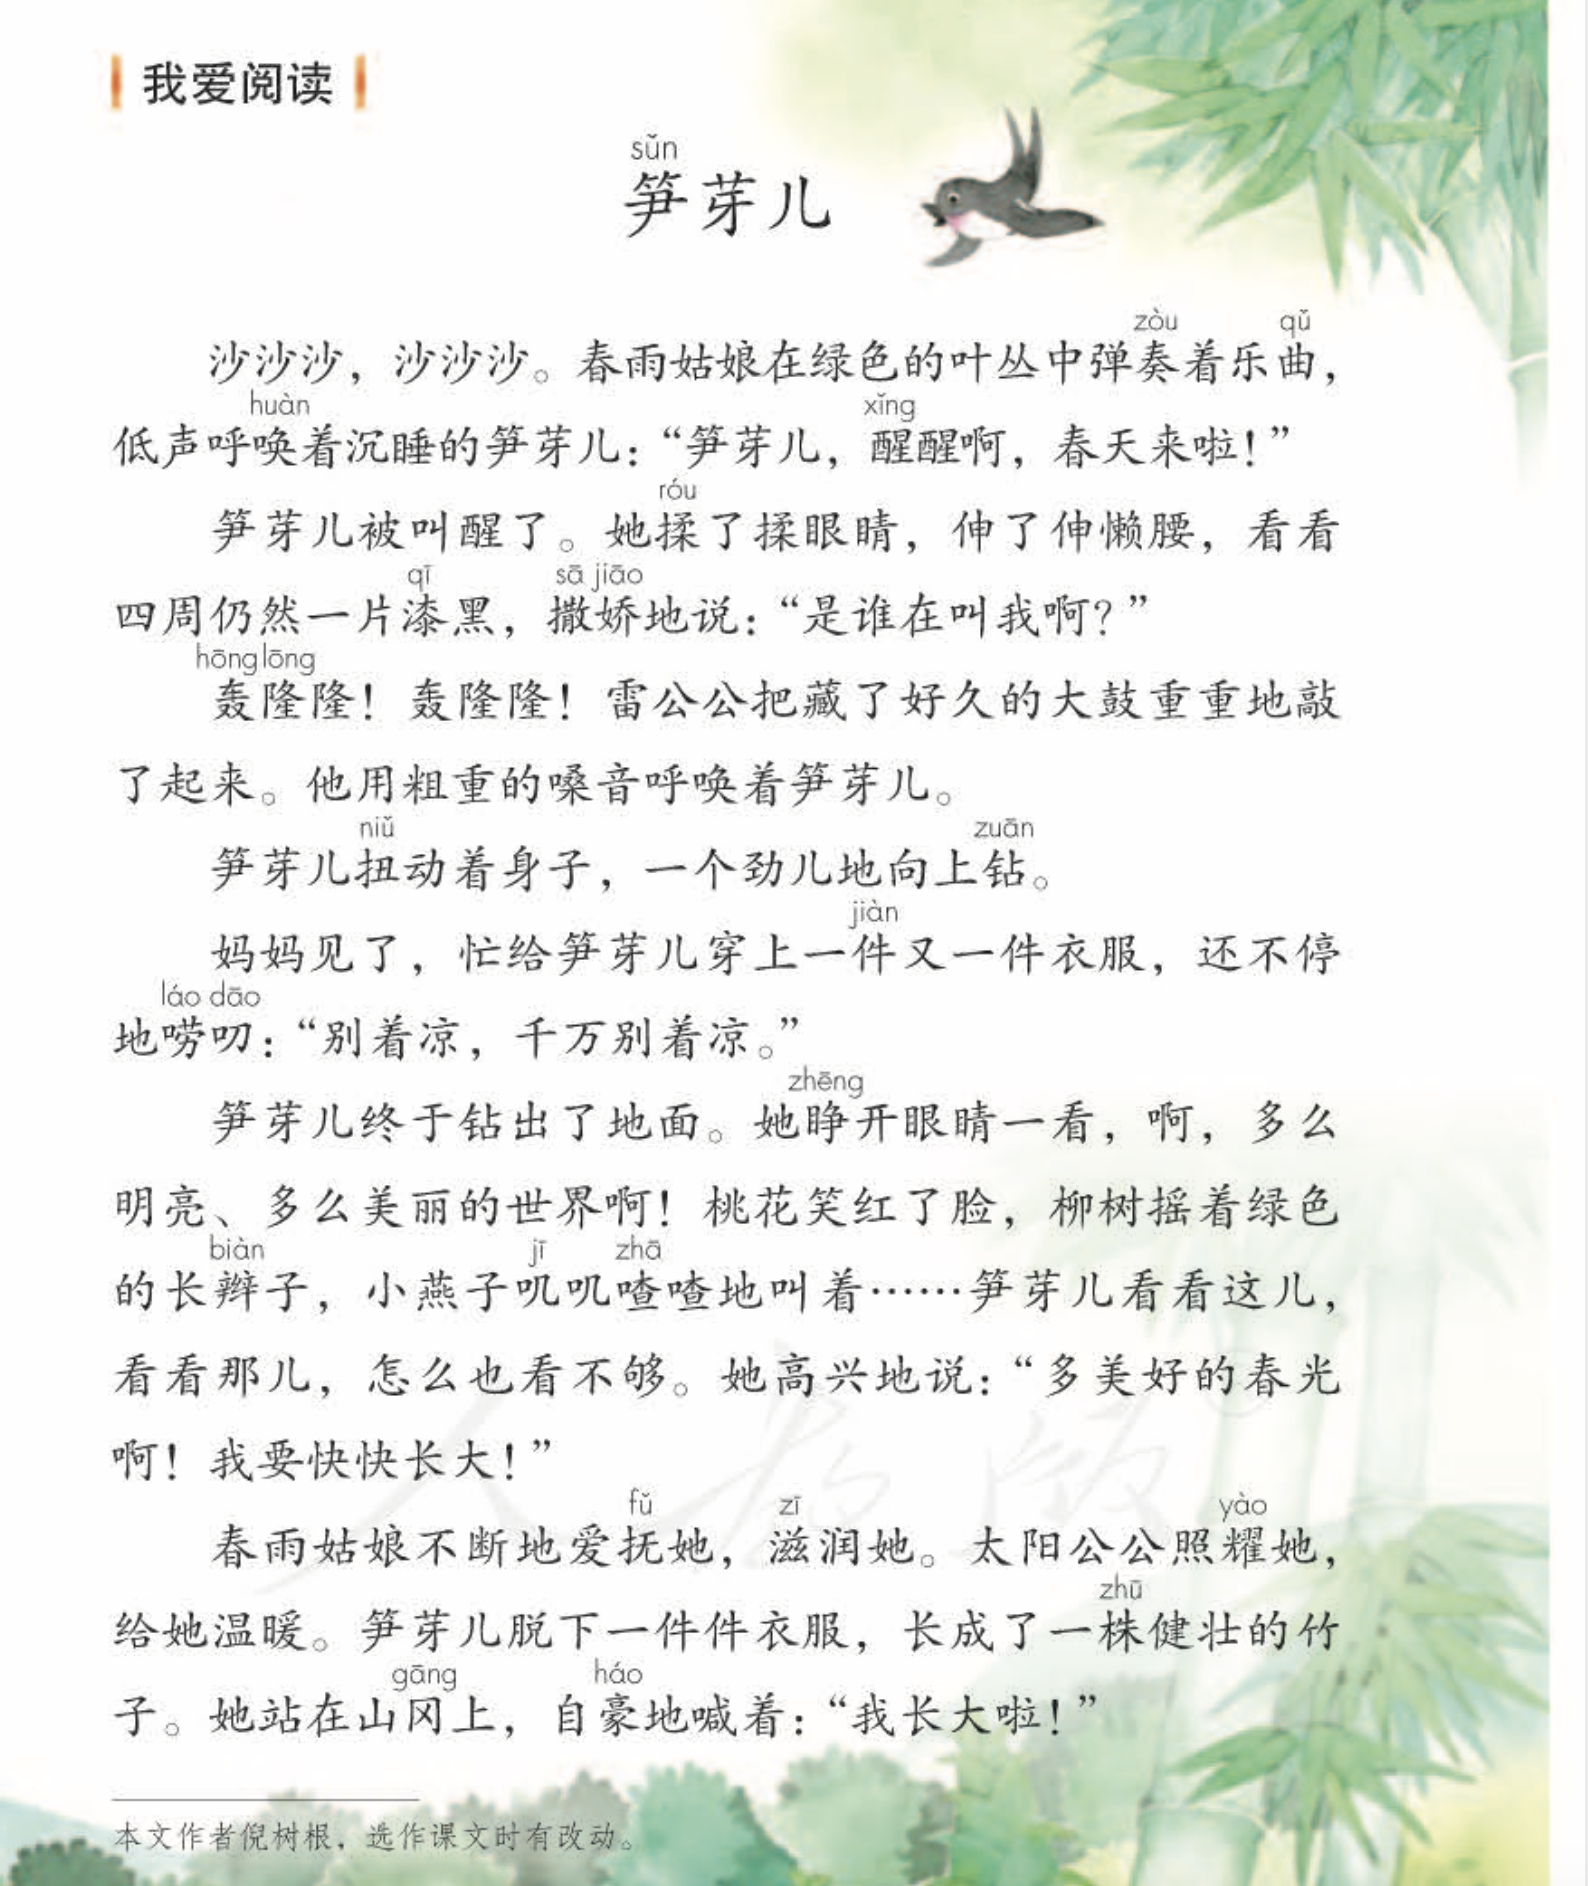 我爱阅读
sǔn
笋芽儿
zòu qǔ
沙沙沙，沙沙沙。春雨姑娘在绿色的叶丛中弹奏着乐曲，
huàn xǐng
低声呼唤着沉睡的笋芽儿：“笋芽儿，醒醒啊，春天来啦！”
róu
笋芽儿被叫醒了。她揉了揉眼睛，伸了伸懒腰，看看
qī sā jiāo
四周仍然一片漆黑，撒娇地说：“是谁在叫我啊？”
hōng lōng
轰隆隆！轰隆隆！雷公公把藏了好久的大鼓重重地敲
了起来。他用粗重的嗓音呼唤着笋芽儿。
niǔ zuān
笋芽儿扭动着身子，一个劲儿地向上钻。
jiàn
妈妈见了，忙给笋芽儿穿上一件又一件衣服，还不停
láo dāo
地唠叨：“别着凉，千万别着凉。”
zhēng
笋芽儿终于钻出了地面。她睁开眼睛一看，啊，多么
明亮、多么美丽的世界啊！桃花笑红了脸，柳树摇着绿色
biàn jī zhā
的长辫子，小燕子叽叽喳喳地叫着……笋芽儿看看这儿，
看看那儿，怎么也看不够。她高兴地说：“多美好的春光
啊！我要快快长大！”
fǔ zī yào
春雨姑娘不断地爱抚她，滋润她。太阳公公照耀她，
zhū
给她温暖。笋芽儿脱下一件件衣服，长成了一株健壮的竹
gāng háo
子。她站在山冈上，自豪地喊着：“我长大啦！”
本文作者倪树根，选作课文时有改动。
人教版